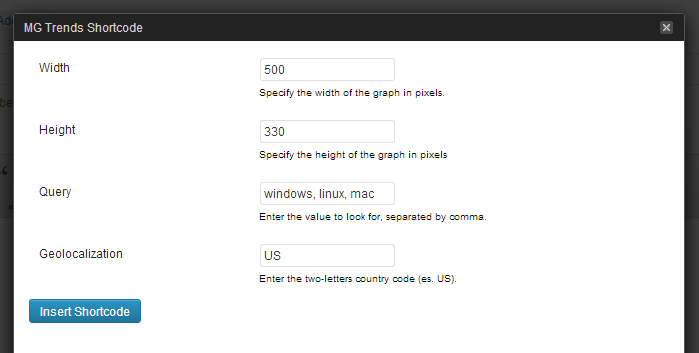 MG Trends Shortcode
Width
500
Specify the width of the graph in pixels.
Height
330
Specify the height of the graph in pixels
Query
windows, linux, mac
Enter the value to look for, separated by comma.
Geolocalization
US
Enter the two-letters country code (es. US).
Insert Shortcode